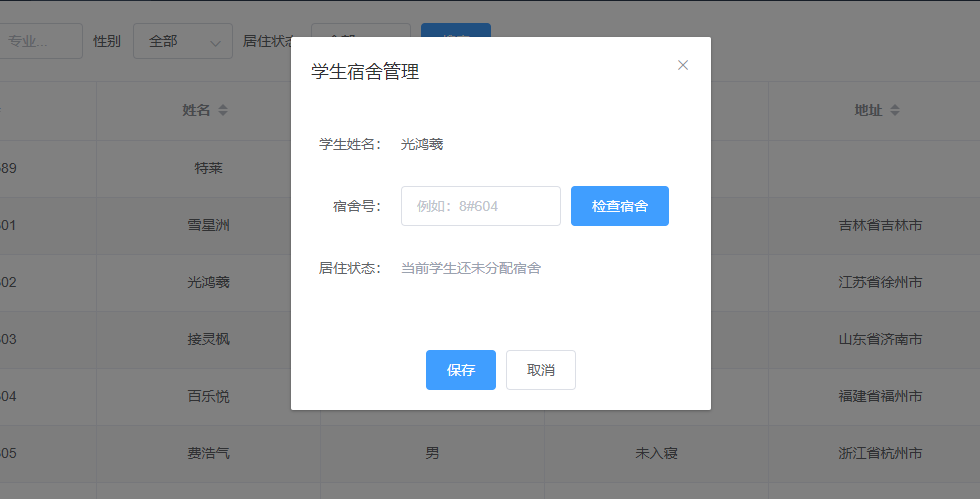 专业... 性别 全部 居住状态 全部
学生宿舍管理
姓名 地址
学生姓名： 光鸿羲
89 特莱
宿舍号： 例如：8#604 检查宿舍
01 雪星洲 吉林省吉林市
居住状态： 当前学生还未分配宿舍
02 光鸿羲 江苏省徐州市
03 接灵枫 山东省济南市
保存 取消
04 百乐悦 福建省福州市
05 费浩气 男 未入寝 浙江省杭州市